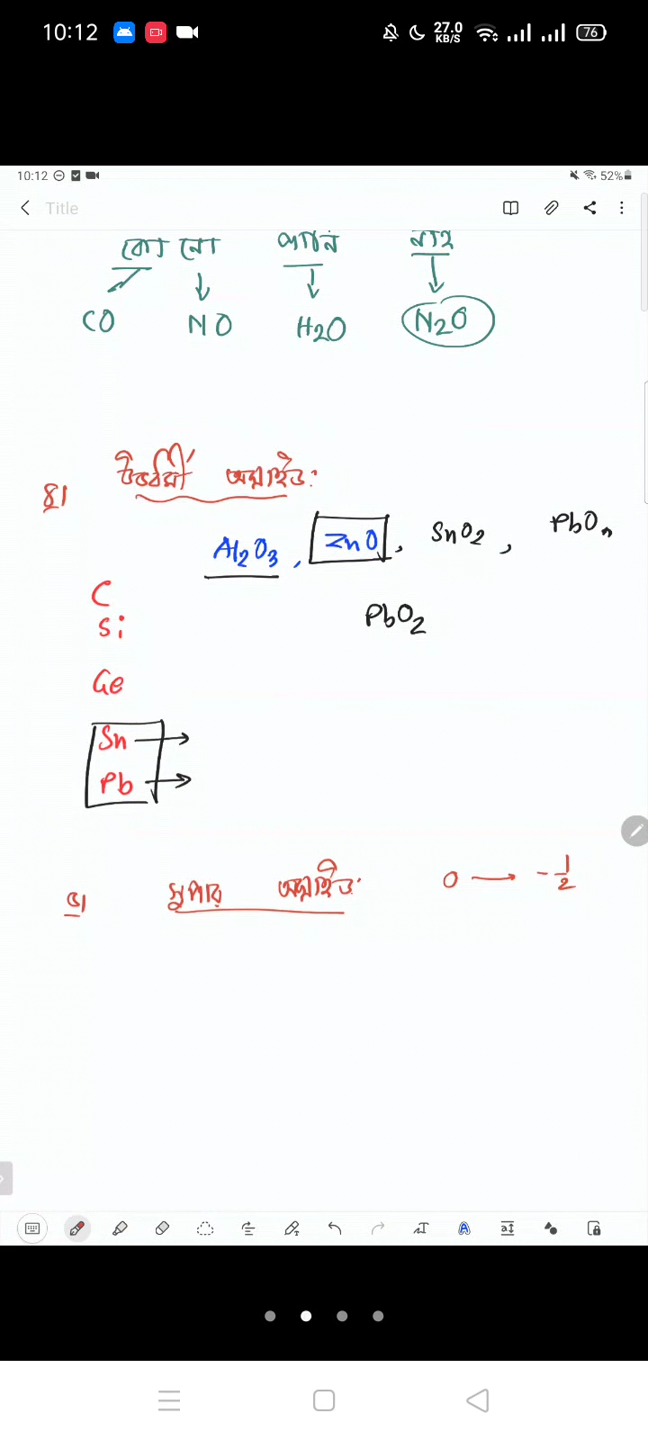 10:12 27.0 KB/S 76
10:12 52%
Title
কো নো পানি নাই
CO NO H2O N2O
৪। উভধর্মী অক্সাইড:
Al2O3, ZnO, SnO2, PbO,
PbO2
C
Si
Ge
Sn
Pb
৫। সুপার অক্সাইড: O → -1/2